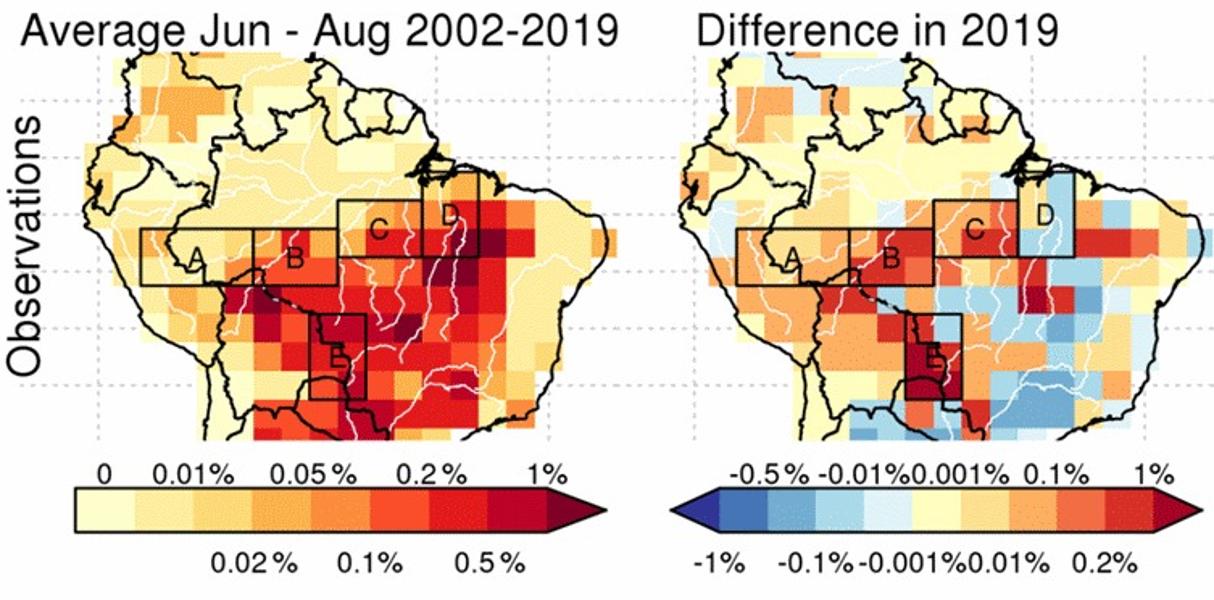 Average Jun - Aug 2002-2019
Difference in 2019
Observations
A
B
C
D
E
A
B
C
D
E
0 0.01% 0.05% 0.2% 1%
0.02% 0.1% 0.5%
-0.5% -0.01% 0.001% 0.1% 1%
-1% -0.1% -0.001% 0.01% 0.2%